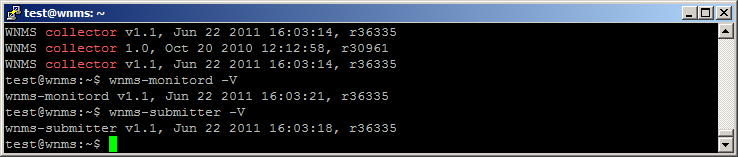 test@wnms: ~
WNMS collector v1.1, Jun 22 2011 16:03:14, r36335
WNMS collector 1.0, Oct 20 2010 12:12:58, r30961
WNMS collector v1.1, Jun 22 2011 16:03:14, r36335
test@wnms:~$ wnms-monitord -V
wnms-monitord v1.1, Jun 22 2011 16:03:21, r36335
test@wnms:~$ wnms-submitter -V
wnms-submitter v1.1, Jun 22 2011 16:03:18, r36335
test@wnms:~$